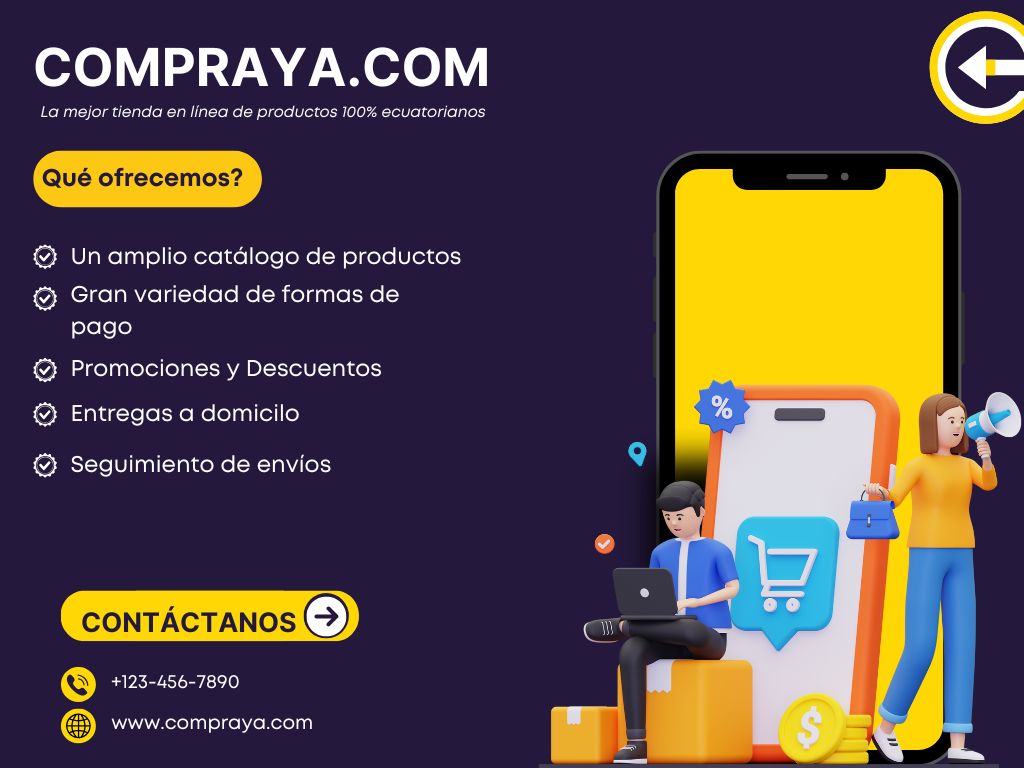 COMPRAYA.COM
La mejor tienda en línea de productos 100% ecuatorianos
Qué ofrecemos?
Un amplio catálogo de productos
Gran variedad de formas de
pago
Promociones y Descuentos
Entregas a domicilo
Seguimiento de envíos
%
$
CONTÁCTANOS
+123-456-7890
www.compraya.com